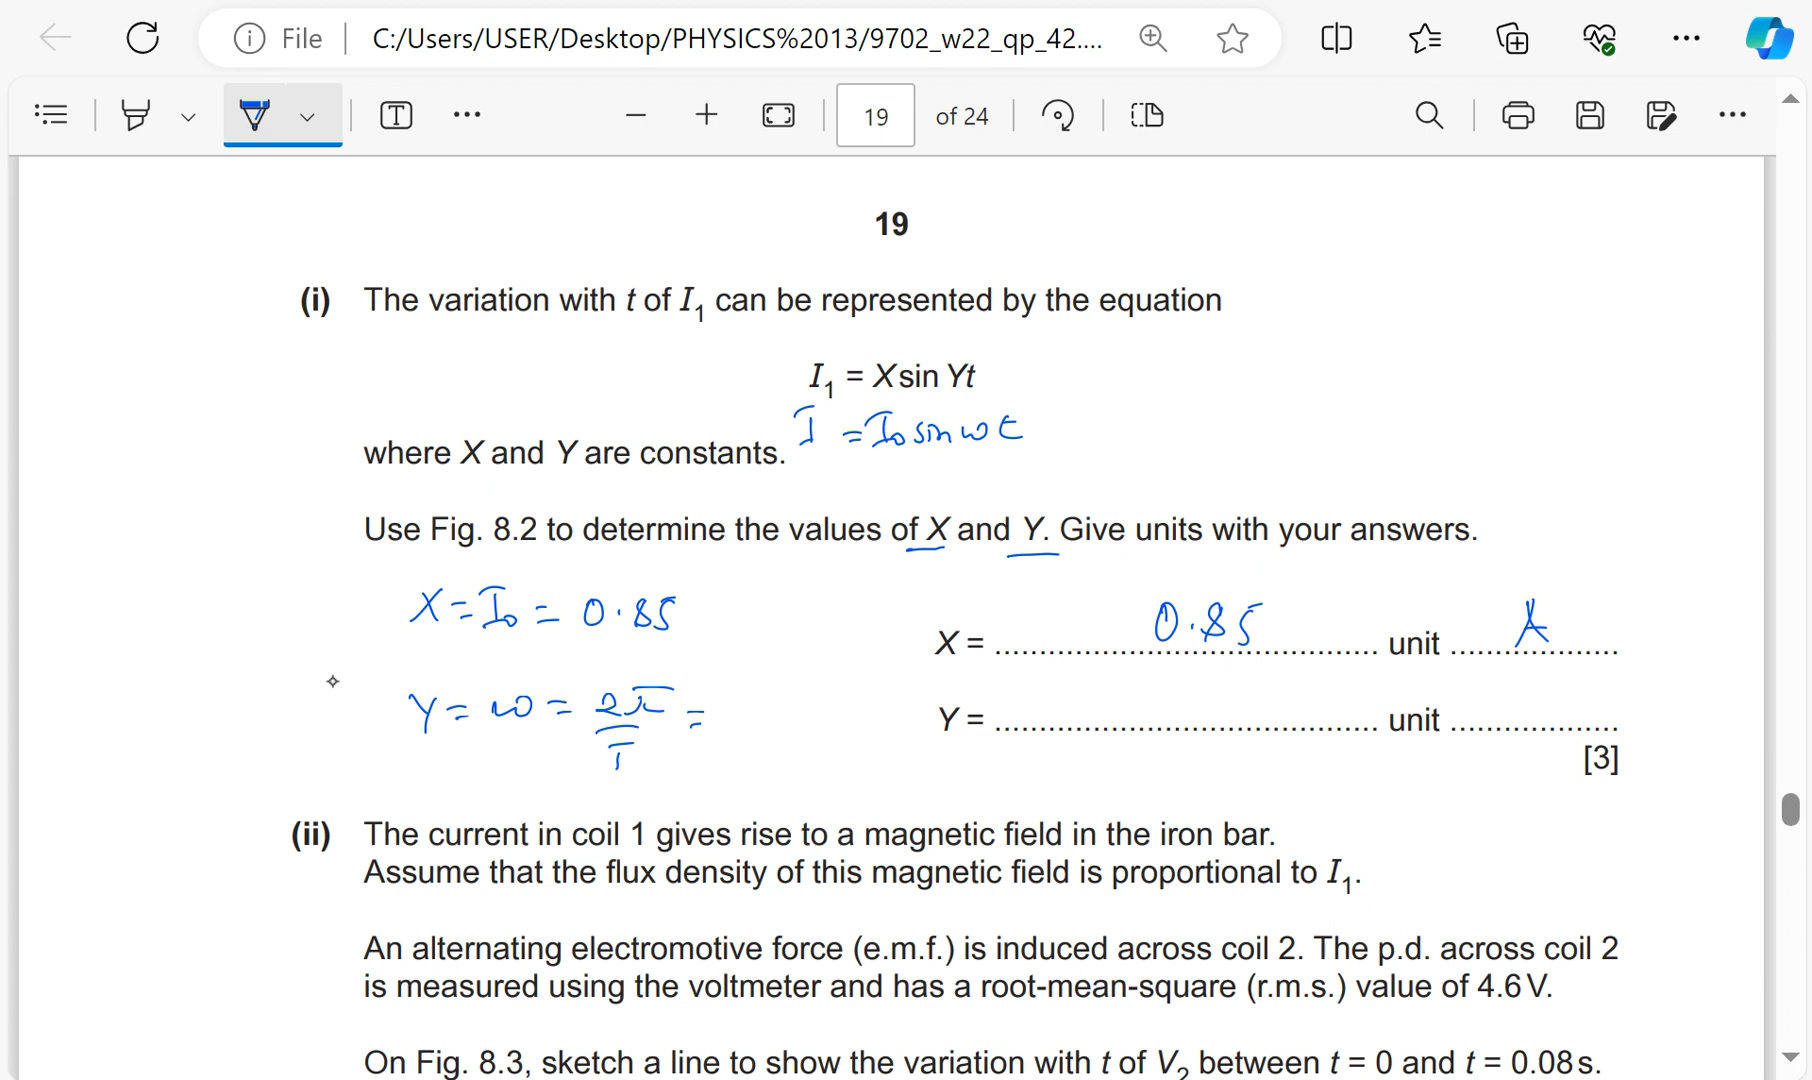 File C:/Users/USER/Desktop/PHYSICS%2013/9702_w22_qp_42....
19 of 24
19
(i) The variation with t of I₁ can be represented by the equation
I₁ = X sin Yt
I = I₀ sin ω t
where X and Y are constants.
Use Fig. 8.2 to determine the values of X and Y. Give units with your answers.
X = I₀ = 0.85
X = .......... 0.85 .......... unit .......... A ..........
Y = ω = 2π/T =
Y = .......................................... unit ...................
[3]
(ii) The current in coil 1 gives rise to a magnetic field in the iron bar.
Assume that the flux density of this magnetic field is proportional to I₁.
An alternating electromotive force (e.m.f.) is induced across coil 2. The p.d. across coil 2
is measured using the voltmeter and has a root-mean-square (r.m.s.) value of 4.6 V.
On Fig. 8.3, sketch a line to show the variation with t of V₂ between t = 0 and t = 0.08 s.